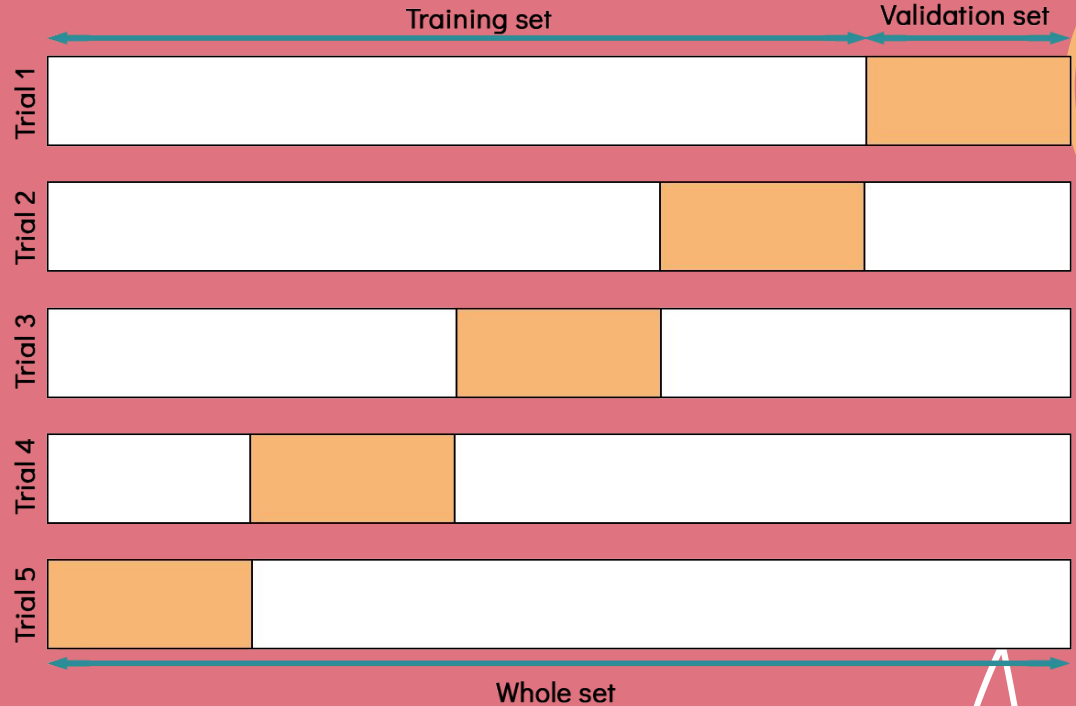 Training set
Validation set
Trial 1
Trial 2
Trial 3
Trial 4
Trial 5
Whole set